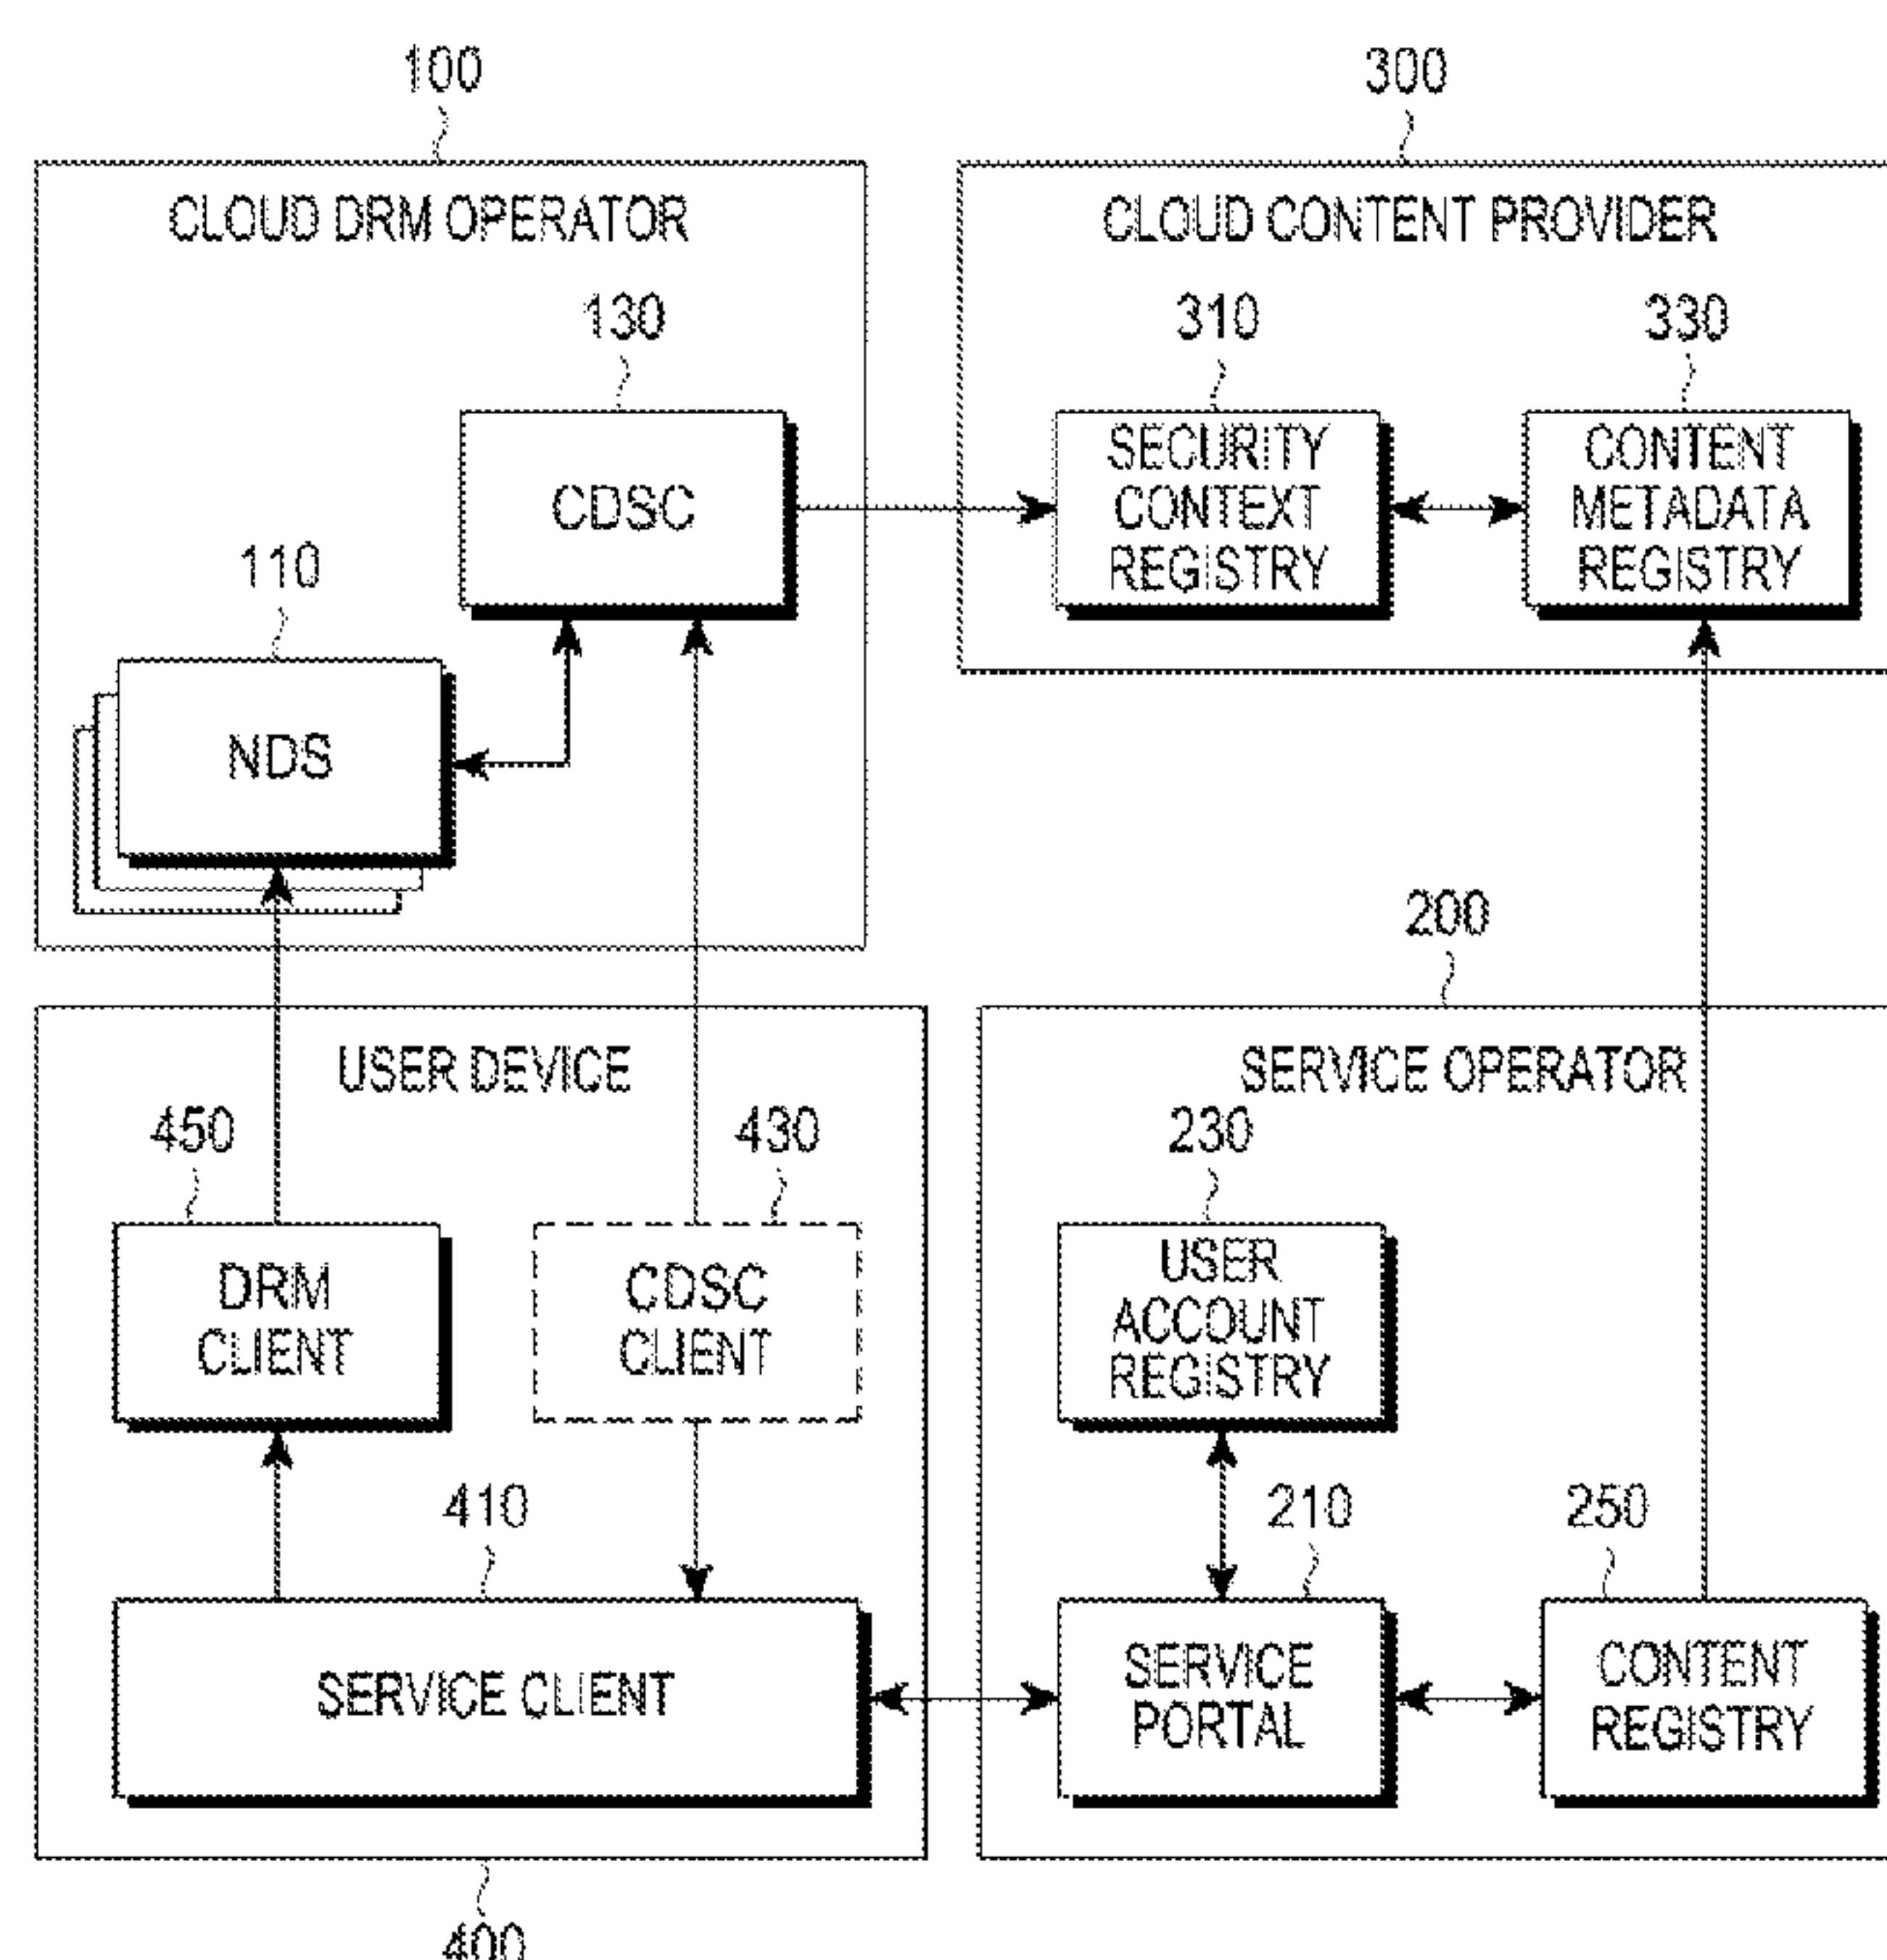 100
CLOUD DRM OPERATOR
130
CDSC
110
NDS
300
CLOUD CONTENT PROVIDER
310
SECURITY
CONTEXT
REGISTRY
330
CONTENT
METADATA
REGISTRY
USER DEVICE
450
DRM
CLIENT
430
CDSC
CLIENT
410
SERVICE CLIENT
400
200
SERVICE OPERATOR
230
USER
ACCOUNT
REGISTRY
210
SERVICE
PORTAL
250
CONTENT
REGISTRY